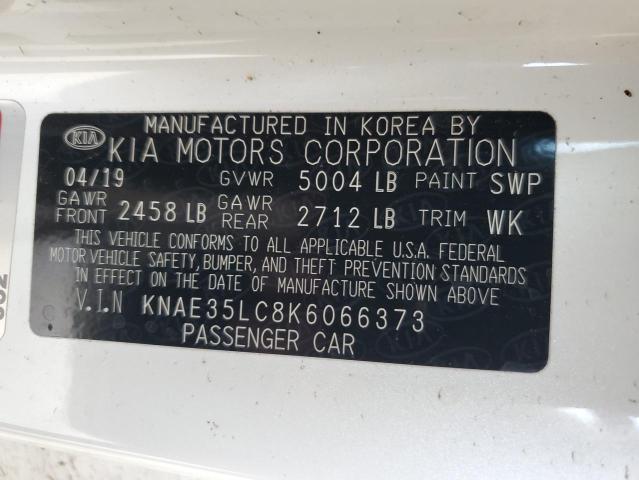 KIA
MANUFACTURED IN KOREA BY
KIA MOTORS CORPORATION
04/19 GVWR 5004 LB PAINT SWP
GAWR FRONT 2458 LB GAWR REAR 2712 LB TRIM WK
THIS VEHICLE CONFORMS TO ALL APPLICABLE U.S.A. FEDERAL
MOTOR VEHICLE SAFETY, BUMPER, AND THEFT PREVENTION STANDARDS
IN EFFECT ON THE DATE OF MANUFACTURE SHOWN ABOVE
V.I.N KNAE35LC8K6066373
PASSENGER CAR